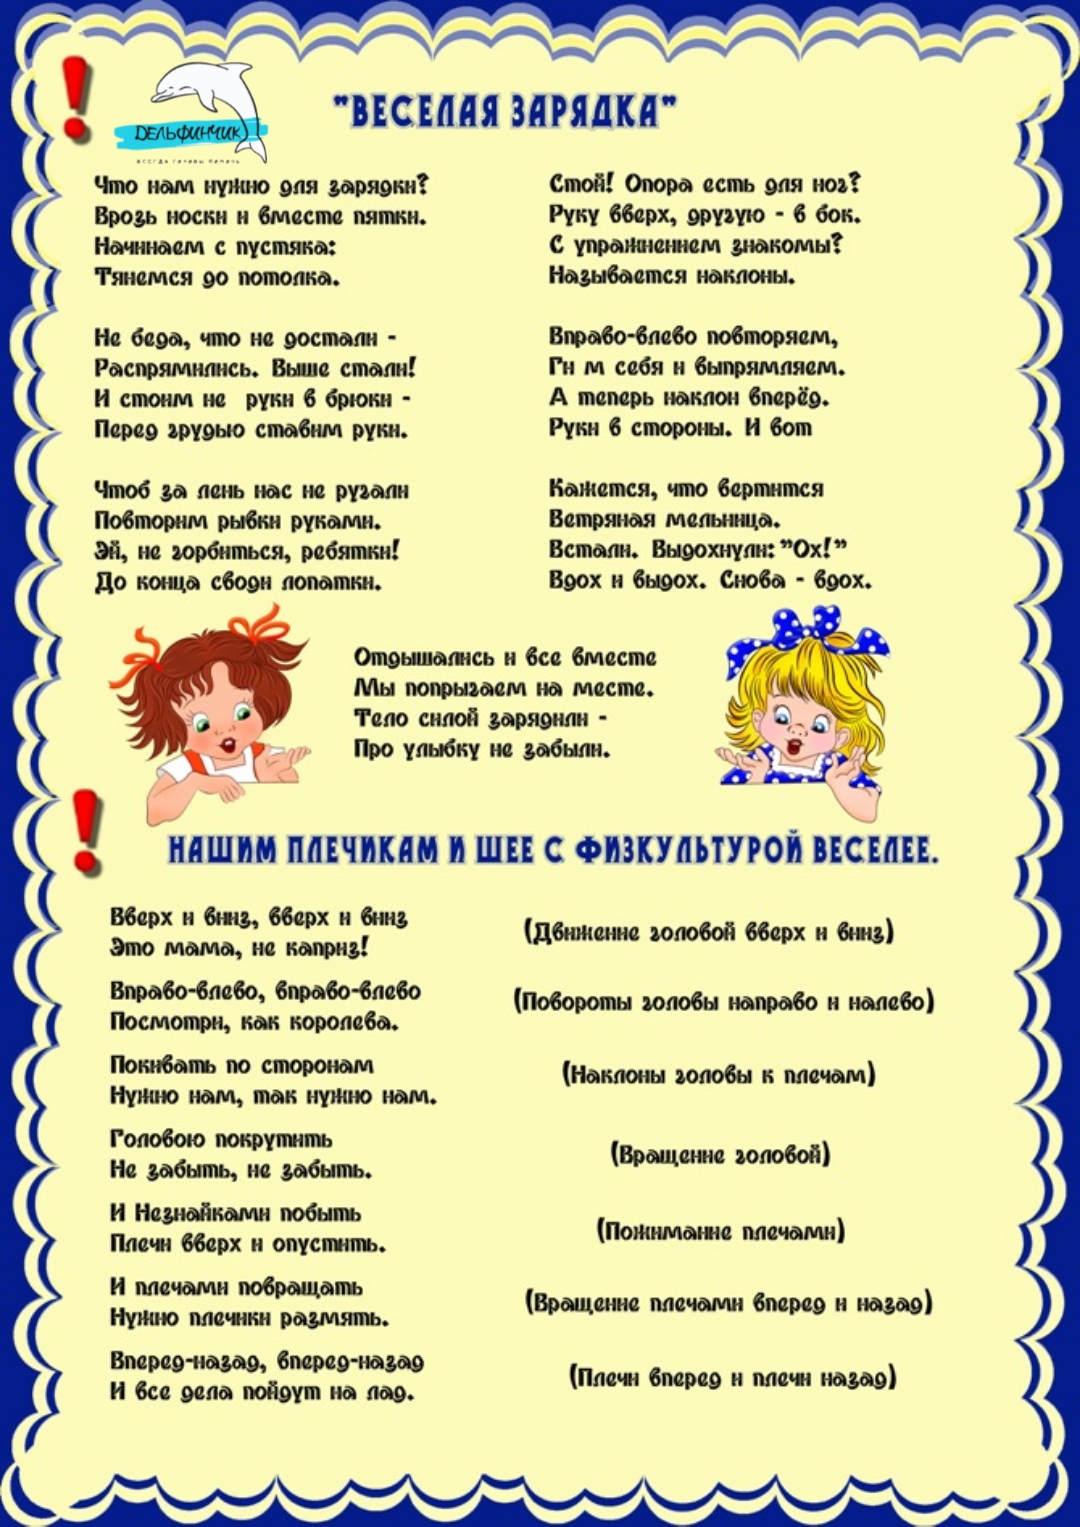 ДЕЛЬФИНЧИК
ВСЕГДА ГОТОВЫ ПОМОЧЬ
"ВЕСЕЛАЯ ЗАРЯДКА"
Что нам нужно для зарядки?
Врозь носки и вместе пятки.
Начинаем с пустяка:
Тянемся до потолка.
Не беда, что не достали -
Распрямились. Выше стали!
И стоим не руки в брюки -
Перед грудью ставим руки.
Чтоб за лень нас не ругали
Повторим рывки руками.
Эй, не горбиться, ребятки!
До конца сводя лопатки.
Стой! Опора есть для ног?
Руку вверх, другую - в бок.
С упражнением знакомы?
Называется наклоны.
Вправо-влево повторяем,
Гн м себя и выпрямляем.
А теперь наклон вперёд.
Руки в стороны. И вот
Кажется, что вертится
Ветряная мельница.
Встали. Выдохнули: "Ох!"
Вдох и выдох. Снова - вдох.
Отдышались и все вместе
Мы попрыгаем на месте.
Тело силой зарядили -
Про улыбку не забыли.
НАШИМ ПЛЕЧИКАМ И ШЕЕ С ФИЗКУЛЬТУРОЙ ВЕСЕЛЕЕ.
Вверх и вниз, вверх и вниз
Это мама, не каприз!
(Движение головой вверх и вниз)
Вправо-влево, вправо-влево
Посмотри, как королева.
(Повороты головы направо и налево)
Покивать по сторонам
Нужно нам, так нужно нам.
(Наклоны головы к плечам)
Головою покрутить
Не забыть, не забыть.
(Вращение головой)
И Незнайками побыть
Плечи вверх и опустить.
(Пожимание плечами)
И плечами повращать
Нужно плечики размять.
(Вращение плечами вперед и назад)
Вперед-назад, вперед-назад
И все дела пойдут на лад.
(Плечи вперед и плечи назад)